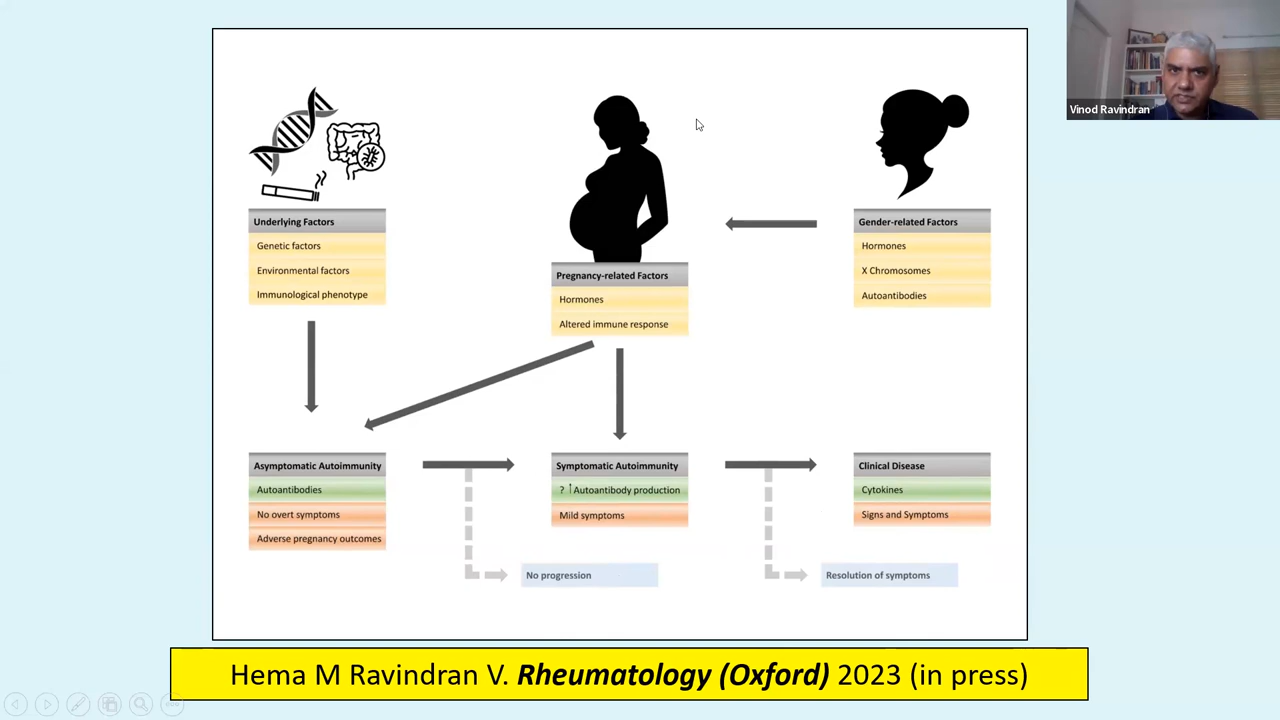 Vinod Ravindran
Underlying Factors
Genetic factors
Environmental factors
Immunological phenotype
Pregnancy-related Factors
Hormones
Altered immune response
Gender-related Factors
Hormones
X Chromosomes
Autoantibodies
Asymptomatic Autoimmunity
Autoantibodies
No overt symptoms
Adverse pregnancy outcomes
Symptomatic Autoimmunity
? ↑Autoantibody production
Mild symptoms
Clinical Disease
Cytokines
Signs and Symptoms
No progression
Resolution of symptoms
Hema M Ravindran V. Rheumatology (Oxford) 2023 (in press)